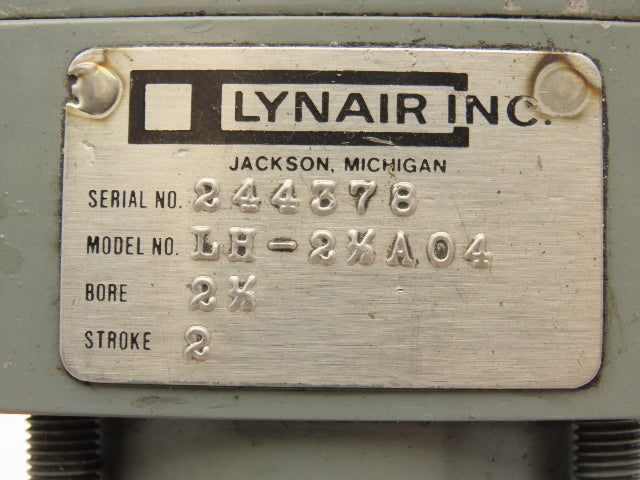 LYNAIR INC.
JACKSON, MICHIGAN
SERIAL NO. 244378
MODEL NO. LH-2½A04
BORE 2½
STROKE 2